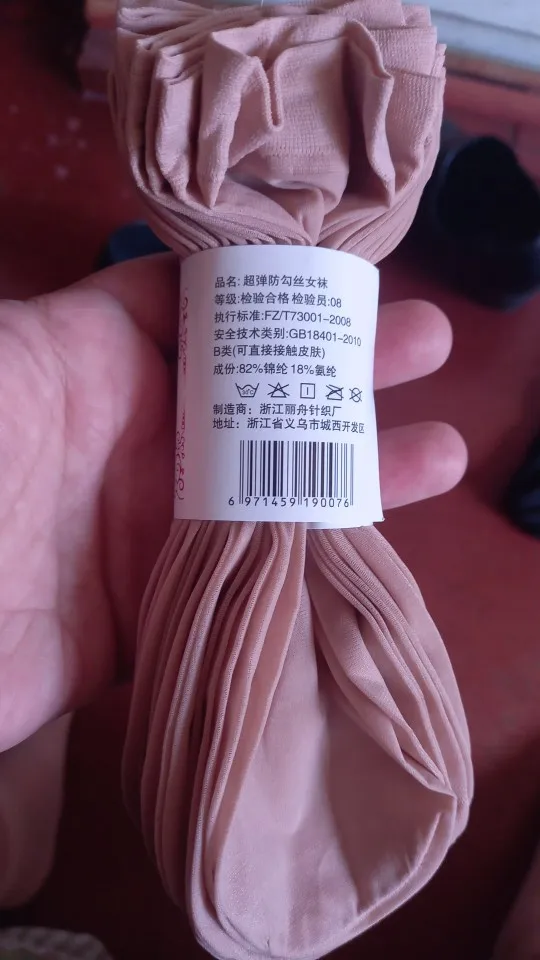 品名: 超弹防勾丝女袜
等级:检验合格 检验员:08
执行标准:FZ/T73001-2008
安全技术类别:GB18401-2010
B类(可直接接触皮肤)
成份:82%锦纶 18%氨纶
制造商：浙江丽舟针织厂
地址：浙江省义乌市城西开发区
6 971459 190076